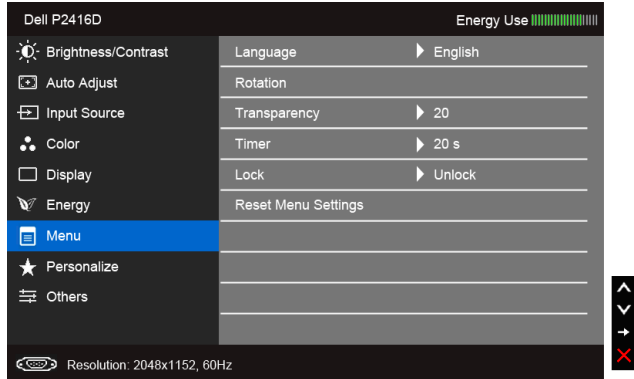 Dell P2416D Energy Use
Brightness/Contrast Language English
Auto Adjust Rotation
Input Source Transparency 20
Color Timer 20 s
Display Lock Unlock
Energy Reset Menu Settings
Menu
Personalize
Others
Resolution: 2048x1152, 60Hz